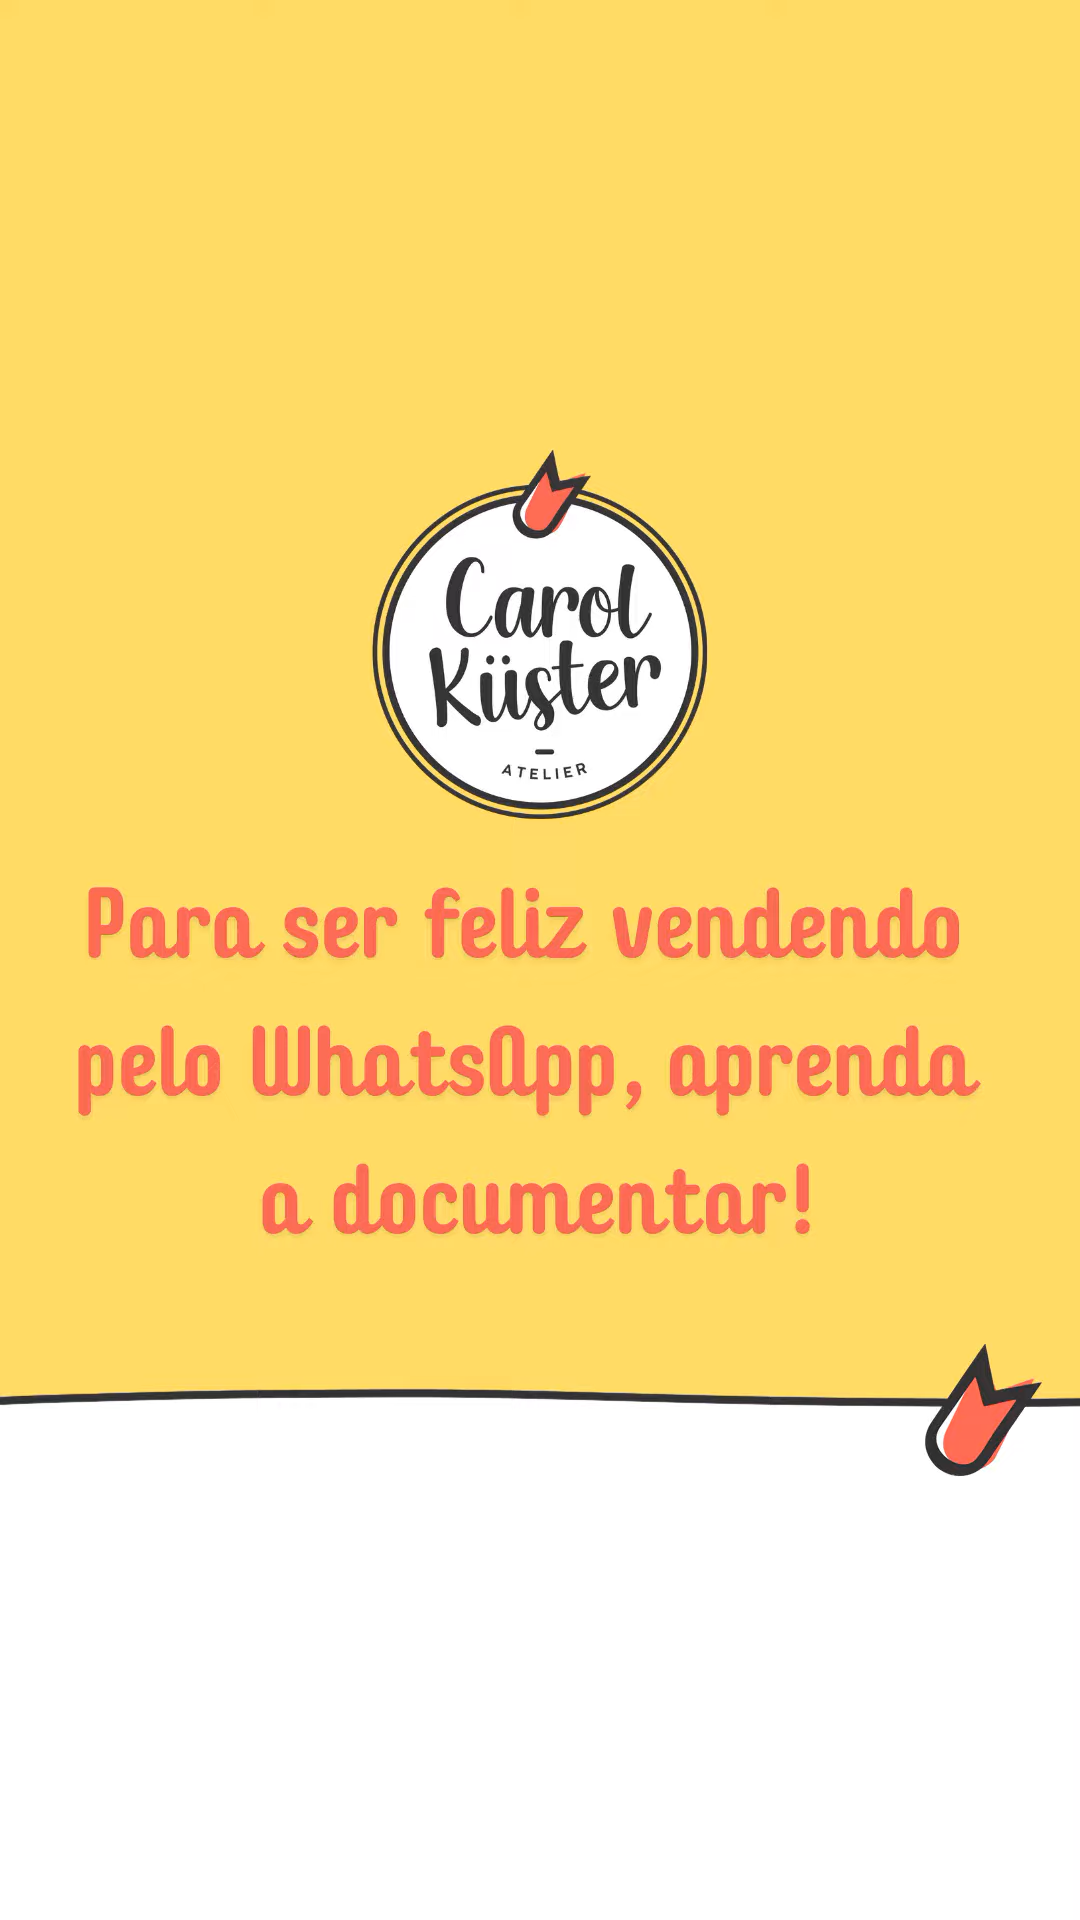 Carol
Küster
ATELIER
Para ser feliz vendendo
pelo WhatsApp, aprenda
a documentar!